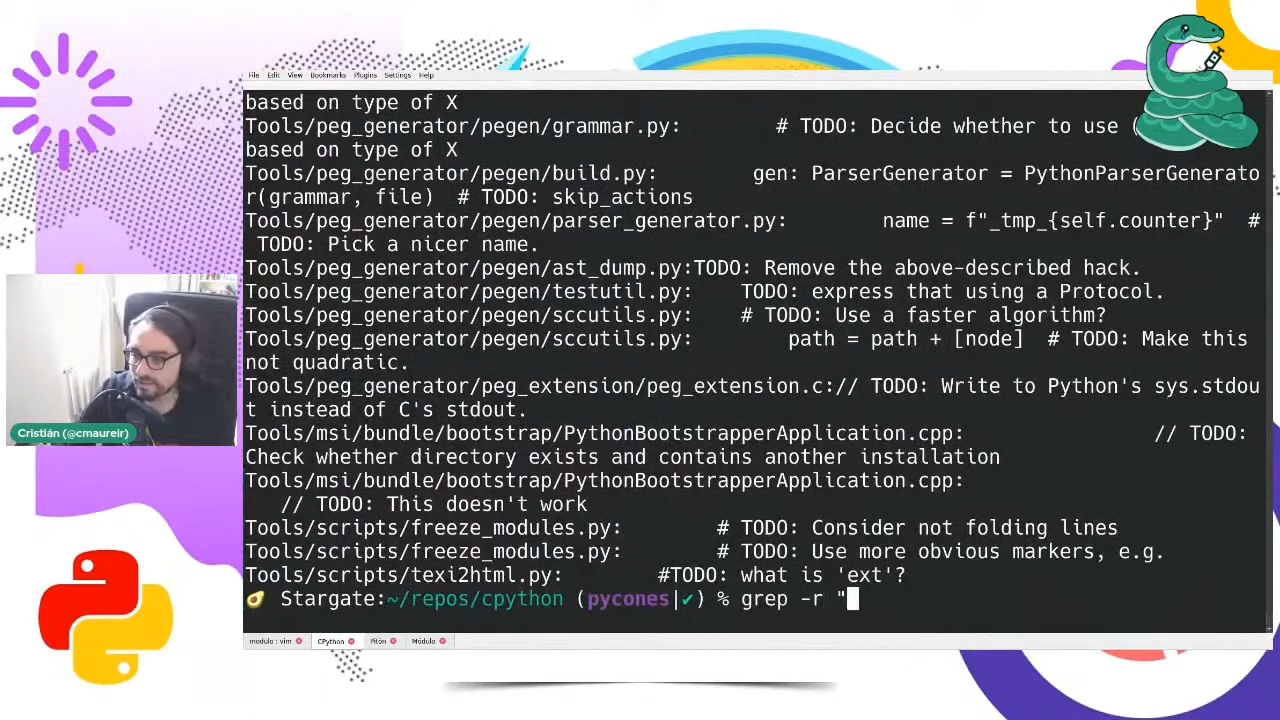 File Edit View Bookmarks Plugins Settings Help
based on type of X
Tools/peg_generator/pegen/grammar.py:        # TODO: Decide whether to use (
based on type of X
Tools/peg_generator/pegen/build.py:        gen: ParserGenerator = PythonParserGenerato
r(grammar, file)  # TODO: skip_actions
Tools/peg_generator/pegen/parser_generator.py:        name = f"_tmp_{self.counter}"  #
 TODO: Pick a nicer name.
Tools/peg_generator/pegen/ast_dump.py:TODO: Remove the above-described hack.
Tools/peg_generator/pegen/testutil.py:    TODO: express that using a Protocol.
Tools/peg_generator/pegen/sccutils.py:    # TODO: Use a faster algorithm?
Tools/peg_generator/pegen/sccutils.py:        path = path + [node]  # TODO: Make this
not quadratic.
Tools/peg_generator/peg_extension/peg_extension.c:// TODO: Write to Python's sys.stdou
t instead of C's stdout.
Tools/msi/bundle/bootstrap/PythonBootstrapperApplication.cpp:                // TODO:
Check whether directory exists and contains another installation
Tools/msi/bundle/bootstrap/PythonBootstrapperApplication.cpp:
   // TODO: This doesn't work
Tools/scripts/freeze_modules.py:        # TODO: Consider not folding lines
Tools/scripts/freeze_modules.py:        # TODO: Use more obvious markers, e.g.
Tools/scripts/texi2html.py:        #TODO: what is 'ext'?
Stargate:~/repos/cpython (pycones|✔) % grep -r "
modulo : vim CPython Pitón Módulo
Cristián (@cmaureir)